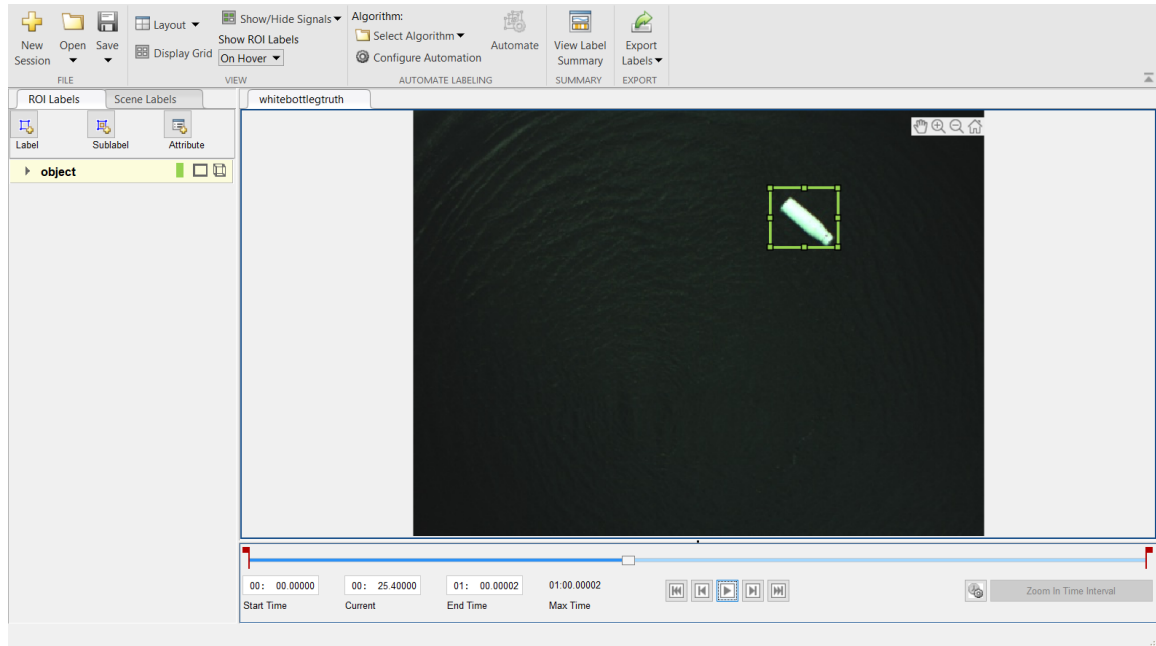 New Session
Open
Save
FILE
Layout
Display Grid
Show/Hide Signals
Show ROI Labels
On Hover
VIEW
Algorithm:
Select Algorithm
Configure Automation
Automate
AUTOMATE LABELING
View Label Summary
SUMMARY
Export Labels
EXPORT
ROI Labels
Scene Labels
whitebottlegtruth
Label
Sublabel
Attribute
object
00: 00.00000
00: 25.40000
01: 00.00002
01:00.00002
Start Time
Current
End Time
Max Time
Zoom In Time Interval